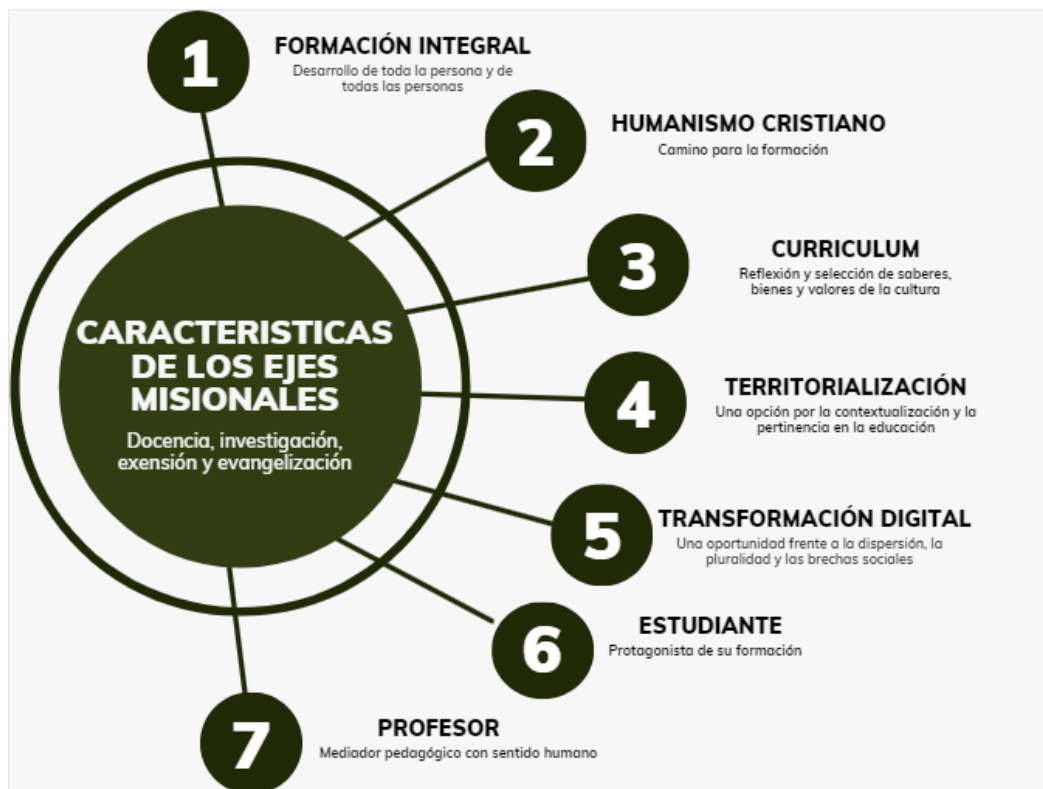 1
FORMACIÓN INTEGRAL
Desarrollo de toda la persona y de
todas las personas
2
HUMANISMO CRISTIANO
Camino para la formación
3
CURRICULUM
Reflexión y selección de saberes,
bienes y valores de la cultura
CARACTERISTICAS
DE LOS EJES
MISIONALES
Docencia, investigación,
exensión y evangelización
4
TERRITORIALIZACIÓN
Una opción por la contextualización y la
pertinencia en la educación
5
TRANSFORMACIÓN DIGITAL
Una oportunidad frente a la dispersión, la
pluralidad y las brechas sociales
6
ESTUDIANTE
Protagonista de su formación
7
PROFESOR
Mediador pedagógico con sentido humano